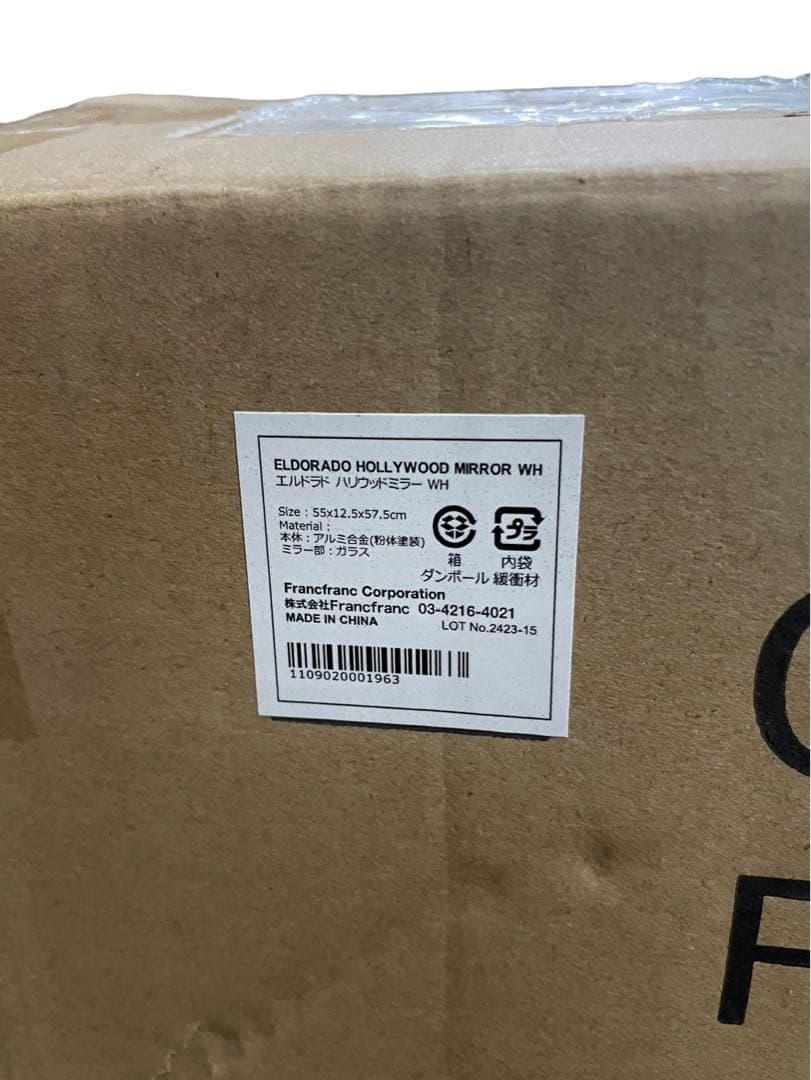 ELDORADO HOLLYWOOD MIRROR WH
エルドラド ハリウッドミラー WH
Size : 55x12.5x57.5cm
Material :
本体 : アルミ合金(粉体塗装)
ミラー部 : ガラス
プラ
箱 内袋
ダンボール 緩衝材
Francfranc Corporation
株式会社Francfranc 03-4216-4021
MADE IN CHINA LOT No.2423-15
1109020001963
F